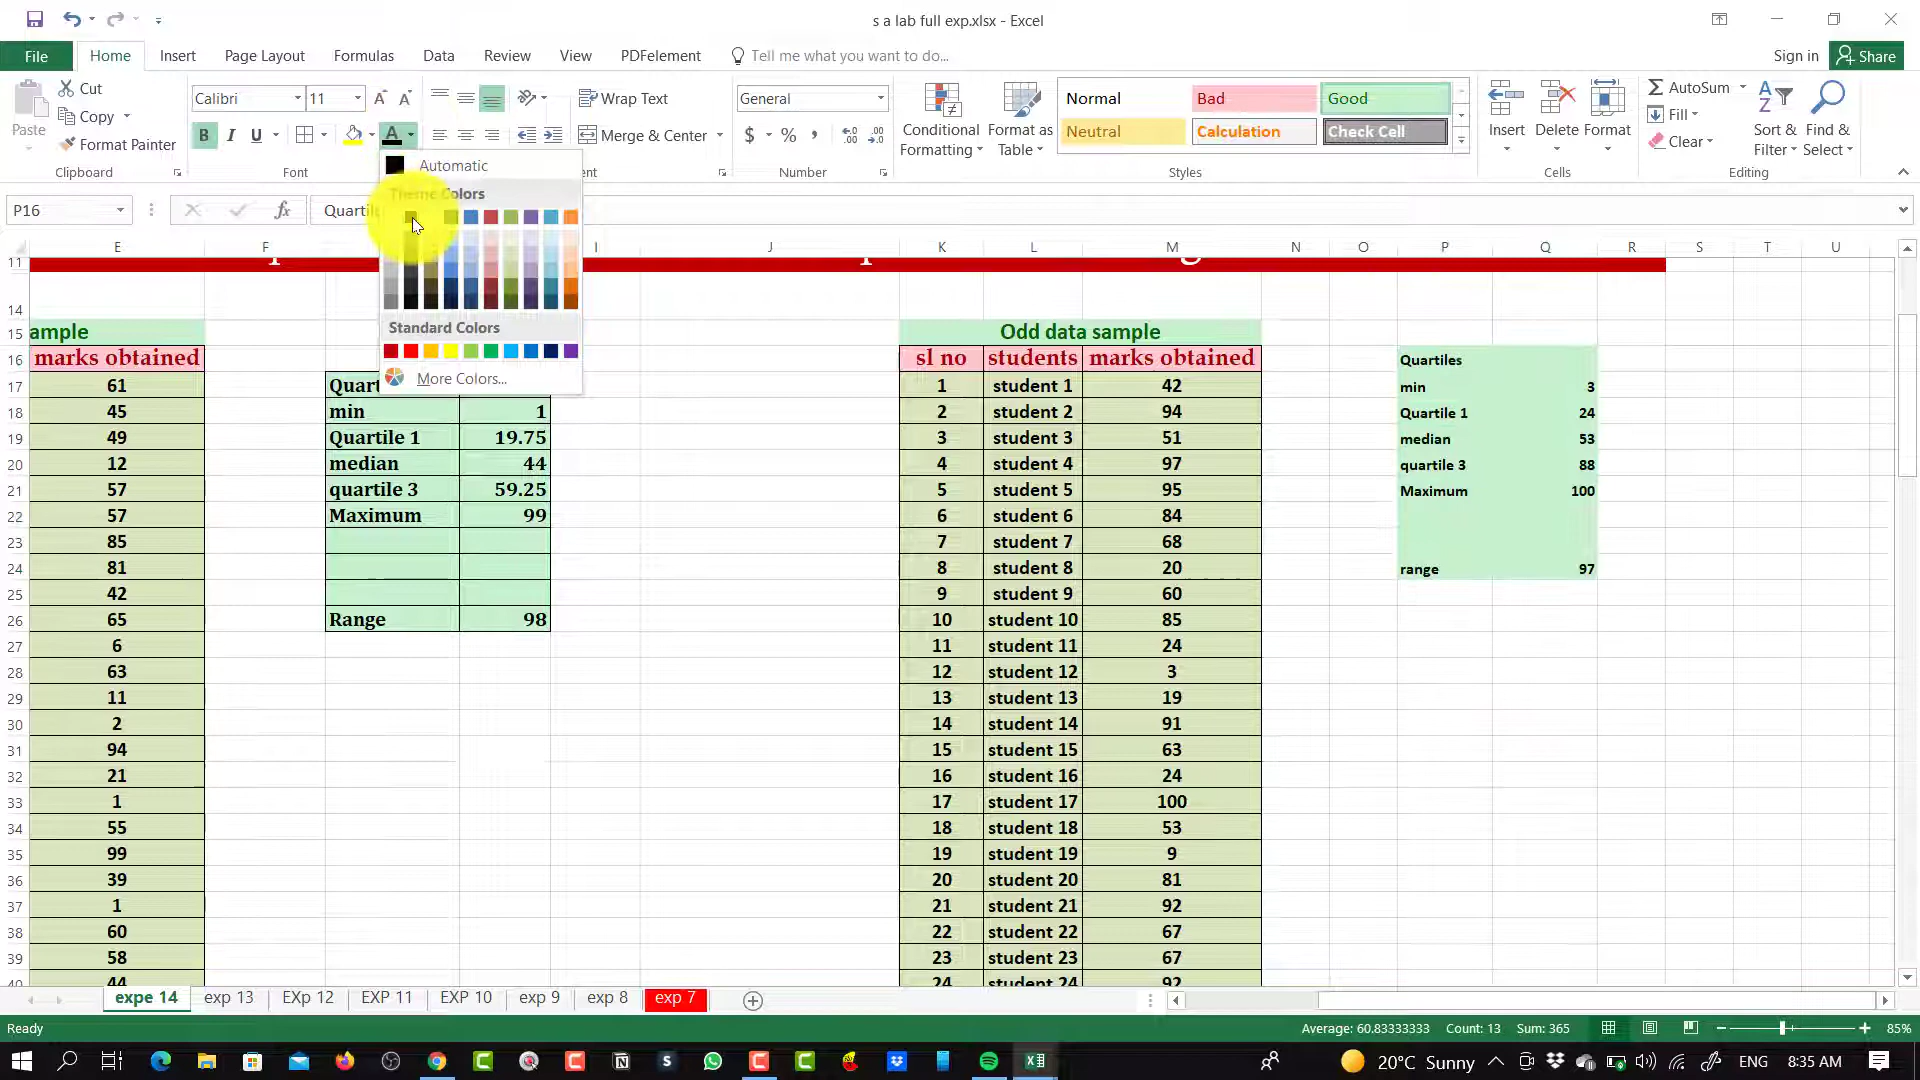 s a lab full exp.xlsx - Excel
File Home Insert Page Layout Formulas Data Review View PDFelement Tell me what you want to do... Sign in Share
Paste Cut Copy Format Painter Clipboard
Calibri 11 B I U A Font
Wrap Text Merge & Center
General $ % , Number
Conditional Formatting Format as Table
Normal Bad Good
Neutral Calculation Check Cell
Styles
Insert Delete Format Cells
AutoSum Fill Clear Sort & Filter Find & Select Editing
Automatic
Theme Colors
Standard Colors
More Colors...
P16 fx
E F I J K L M N O P Q R S T U
11
14
15 ample Odd data sample
16 marks obtained sl no students marks obtained Quartiles
17 61 1 student 1 42 min 3
18 45 min 1 2 student 2 94 Quartile 1 24
19 49 Quartile 1 19.75 3 student 3 51 median 53
20 12 median 44 4 student 4 97 quartile 3 88
21 57 quartile 3 59.25 5 student 5 95 Maximum 100
22 57 Maximum 99 6 student 6 84
23 85 7 student 7 68
24 81 8 student 8 20 range 97
25 42 9 student 9 60
26 65 Range 98 10 student 10 85
27 6 11 student 11 24
28 63 12 student 12 3
29 11 13 student 13 19
30 2 14 student 14 91
31 94 15 student 15 63
32 21 16 student 16 24
33 1 17 student 17 100
34 55 18 student 18 53
35 99 19 student 19 9
36 39 20 student 20 81
37 1 21 student 21 92
38 60 22 student 22 67
39 58 23 student 23 67
40 44 24 student 24 92
expe 14 exp 13 EXp 12 EXP 11 EXP 10 exp 9 exp 8 exp 7
Ready Average: 60.83333333 Count: 13 Sum: 365 85%
20°C Sunny ENG 8:35 AM